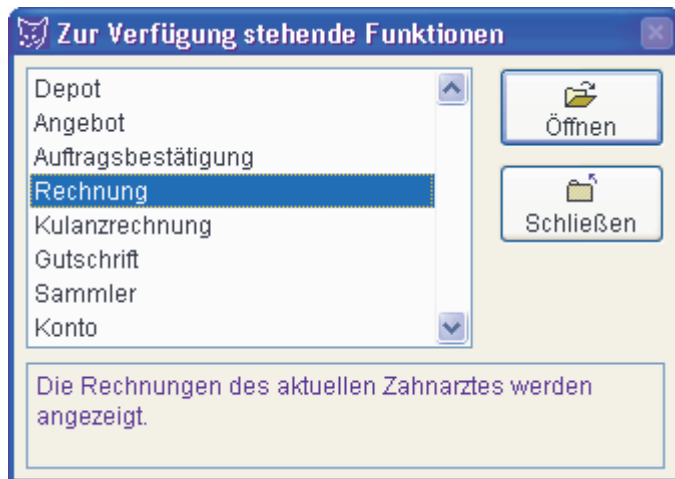 Zur Verfügung stehende Funktionen
Depot
Angebot
Auftragsbestätigung
Rechnung
Kulanzrechnung
Gutschrift
Sammler
Konto
Öffnen
Schließen
Die Rechnungen des aktuellen Zahnarztes werden
angezeigt.